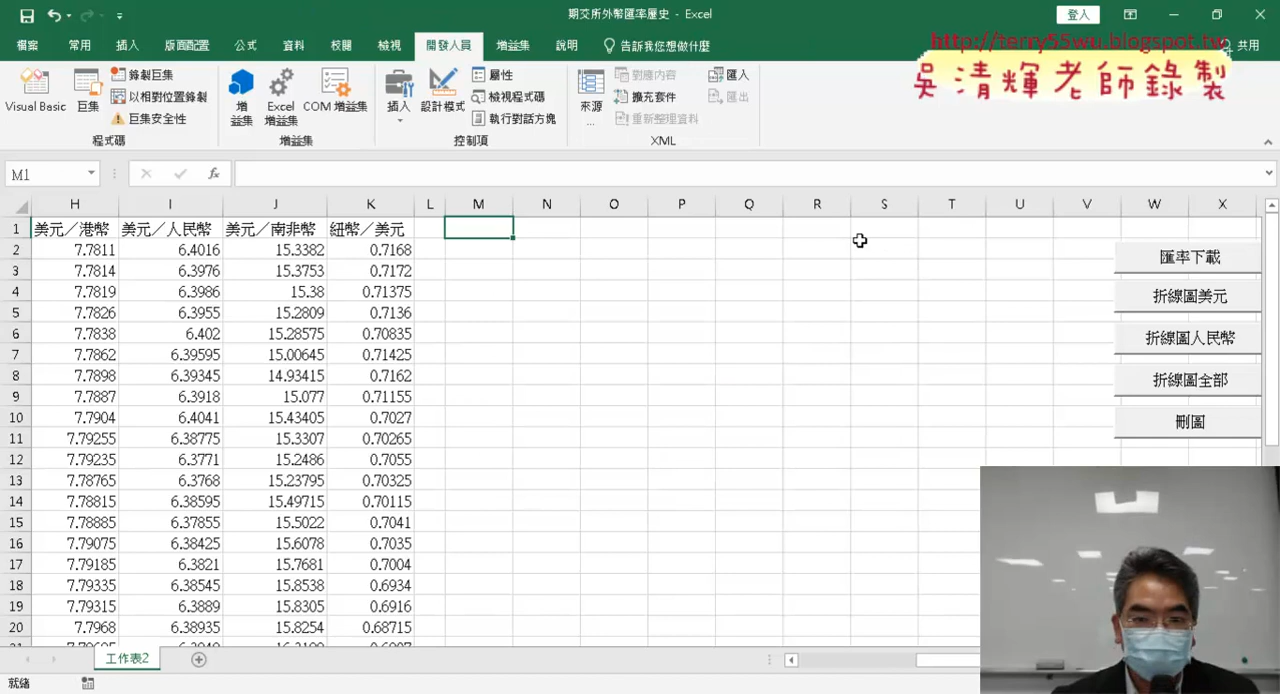 期交所外幣匯率歷史 - Excel
登入
http://terry55wu.blogspot.tw
檔案 常用 插入 版面配置 公式 資料 校閱 檢視 開發人員 增益集 說明 告訴我您想做什麼 共用
吳清輝老師錄製
Visual Basic 巨集 錄製巨集 以相對位置錄製 巨集安全性
增益集 Excel 增益集 COM 增益集
插入 設計模式 屬性 檢視程式碼 執行對話方塊
來源... 對應內容 擴充套件 重新整理資料 匯入 匯出
程式碼 增益集 控制項 XML
M1 fx
H I J K L M N O P Q R S T U V W X
1 美元／港幣 美元／人民幣 美元／南非幣 紐幣／美元
2 7.7811 6.4016 15.3382 0.7168
3 7.7814 6.3976 15.3753 0.7172
4 7.7819 6.3986 15.38 0.71375
5 7.7826 6.3955 15.2809 0.7136
6 7.7838 6.402 15.28575 0.70835
7 7.7862 6.39595 15.00645 0.71425
8 7.7898 6.39345 14.93415 0.7162
9 7.7887 6.3918 15.077 0.71155
10 7.7904 6.4041 15.43405 0.7027
11 7.79255 6.38775 15.3307 0.70265
12 7.79235 6.3771 15.2486 0.7055
13 7.78765 6.3768 15.23795 0.70325
14 7.78815 6.38595 15.49715 0.70115
15 7.78885 6.37855 15.5022 0.7041
16 7.79075 6.38425 15.6078 0.7035
17 7.79185 6.3821 15.7681 0.7004
18 7.79335 6.38545 15.8538 0.6934
19 7.79315 6.3889 15.8305 0.6916
20 7.7968 6.38935 15.8254 0.68715
匯率下載
折線圖美元
折線圖人民幣
折線圖全部
刪圖
工作表2
就緒